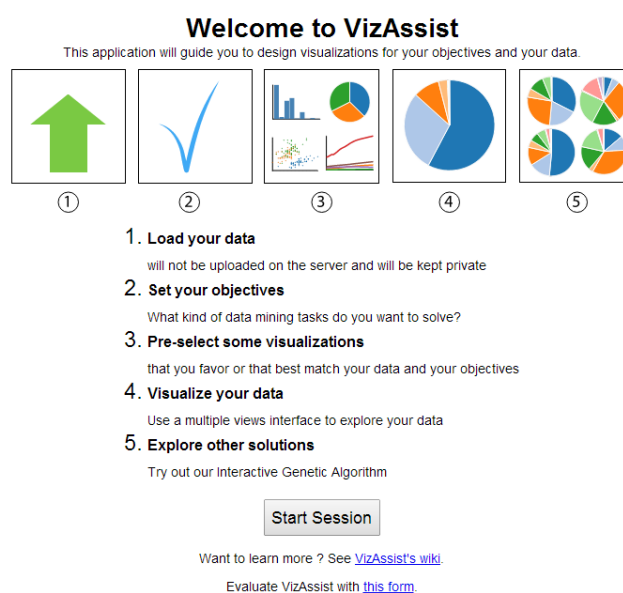 Welcome to VizAssist
This application will guide you to design visualizations for your objectives and your data.
1 2 3 4 5
1. Load your data
will not be uploaded on the server and will be kept private
2. Set your objectives
What kind of data mining tasks do you want to solve?
3. Pre-select some visualizations
that you favor or that best match your data and your objectives
4. Visualize your data
Use a multiple views interface to explore your data
5. Explore other solutions
Try out our Interactive Genetic Algorithm
Start Session
Want to learn more ? See VizAssist's wiki.
Evaluate VizAssist with this form.